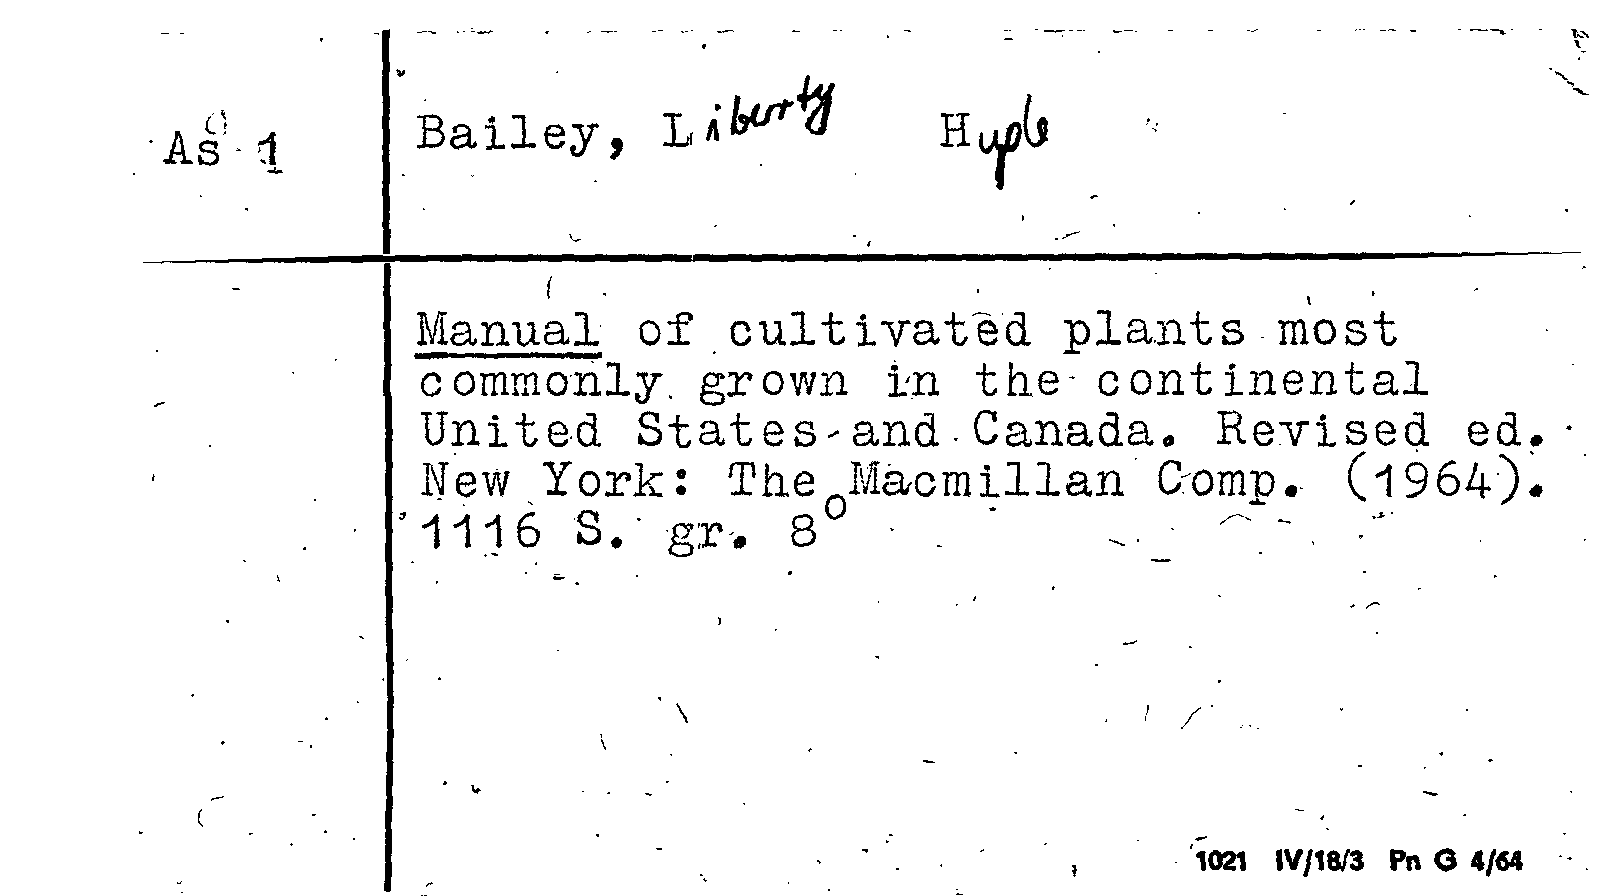 As 1
Bailey, Liberty Hyde
Manual of cultivated plants most
commonly grown in the continental
United States and Canada. Revised ed.
New York: The Macmillan Comp. (1964).
1116 S. gr. 8°
1021 IV/18/3 Pn G 4/64